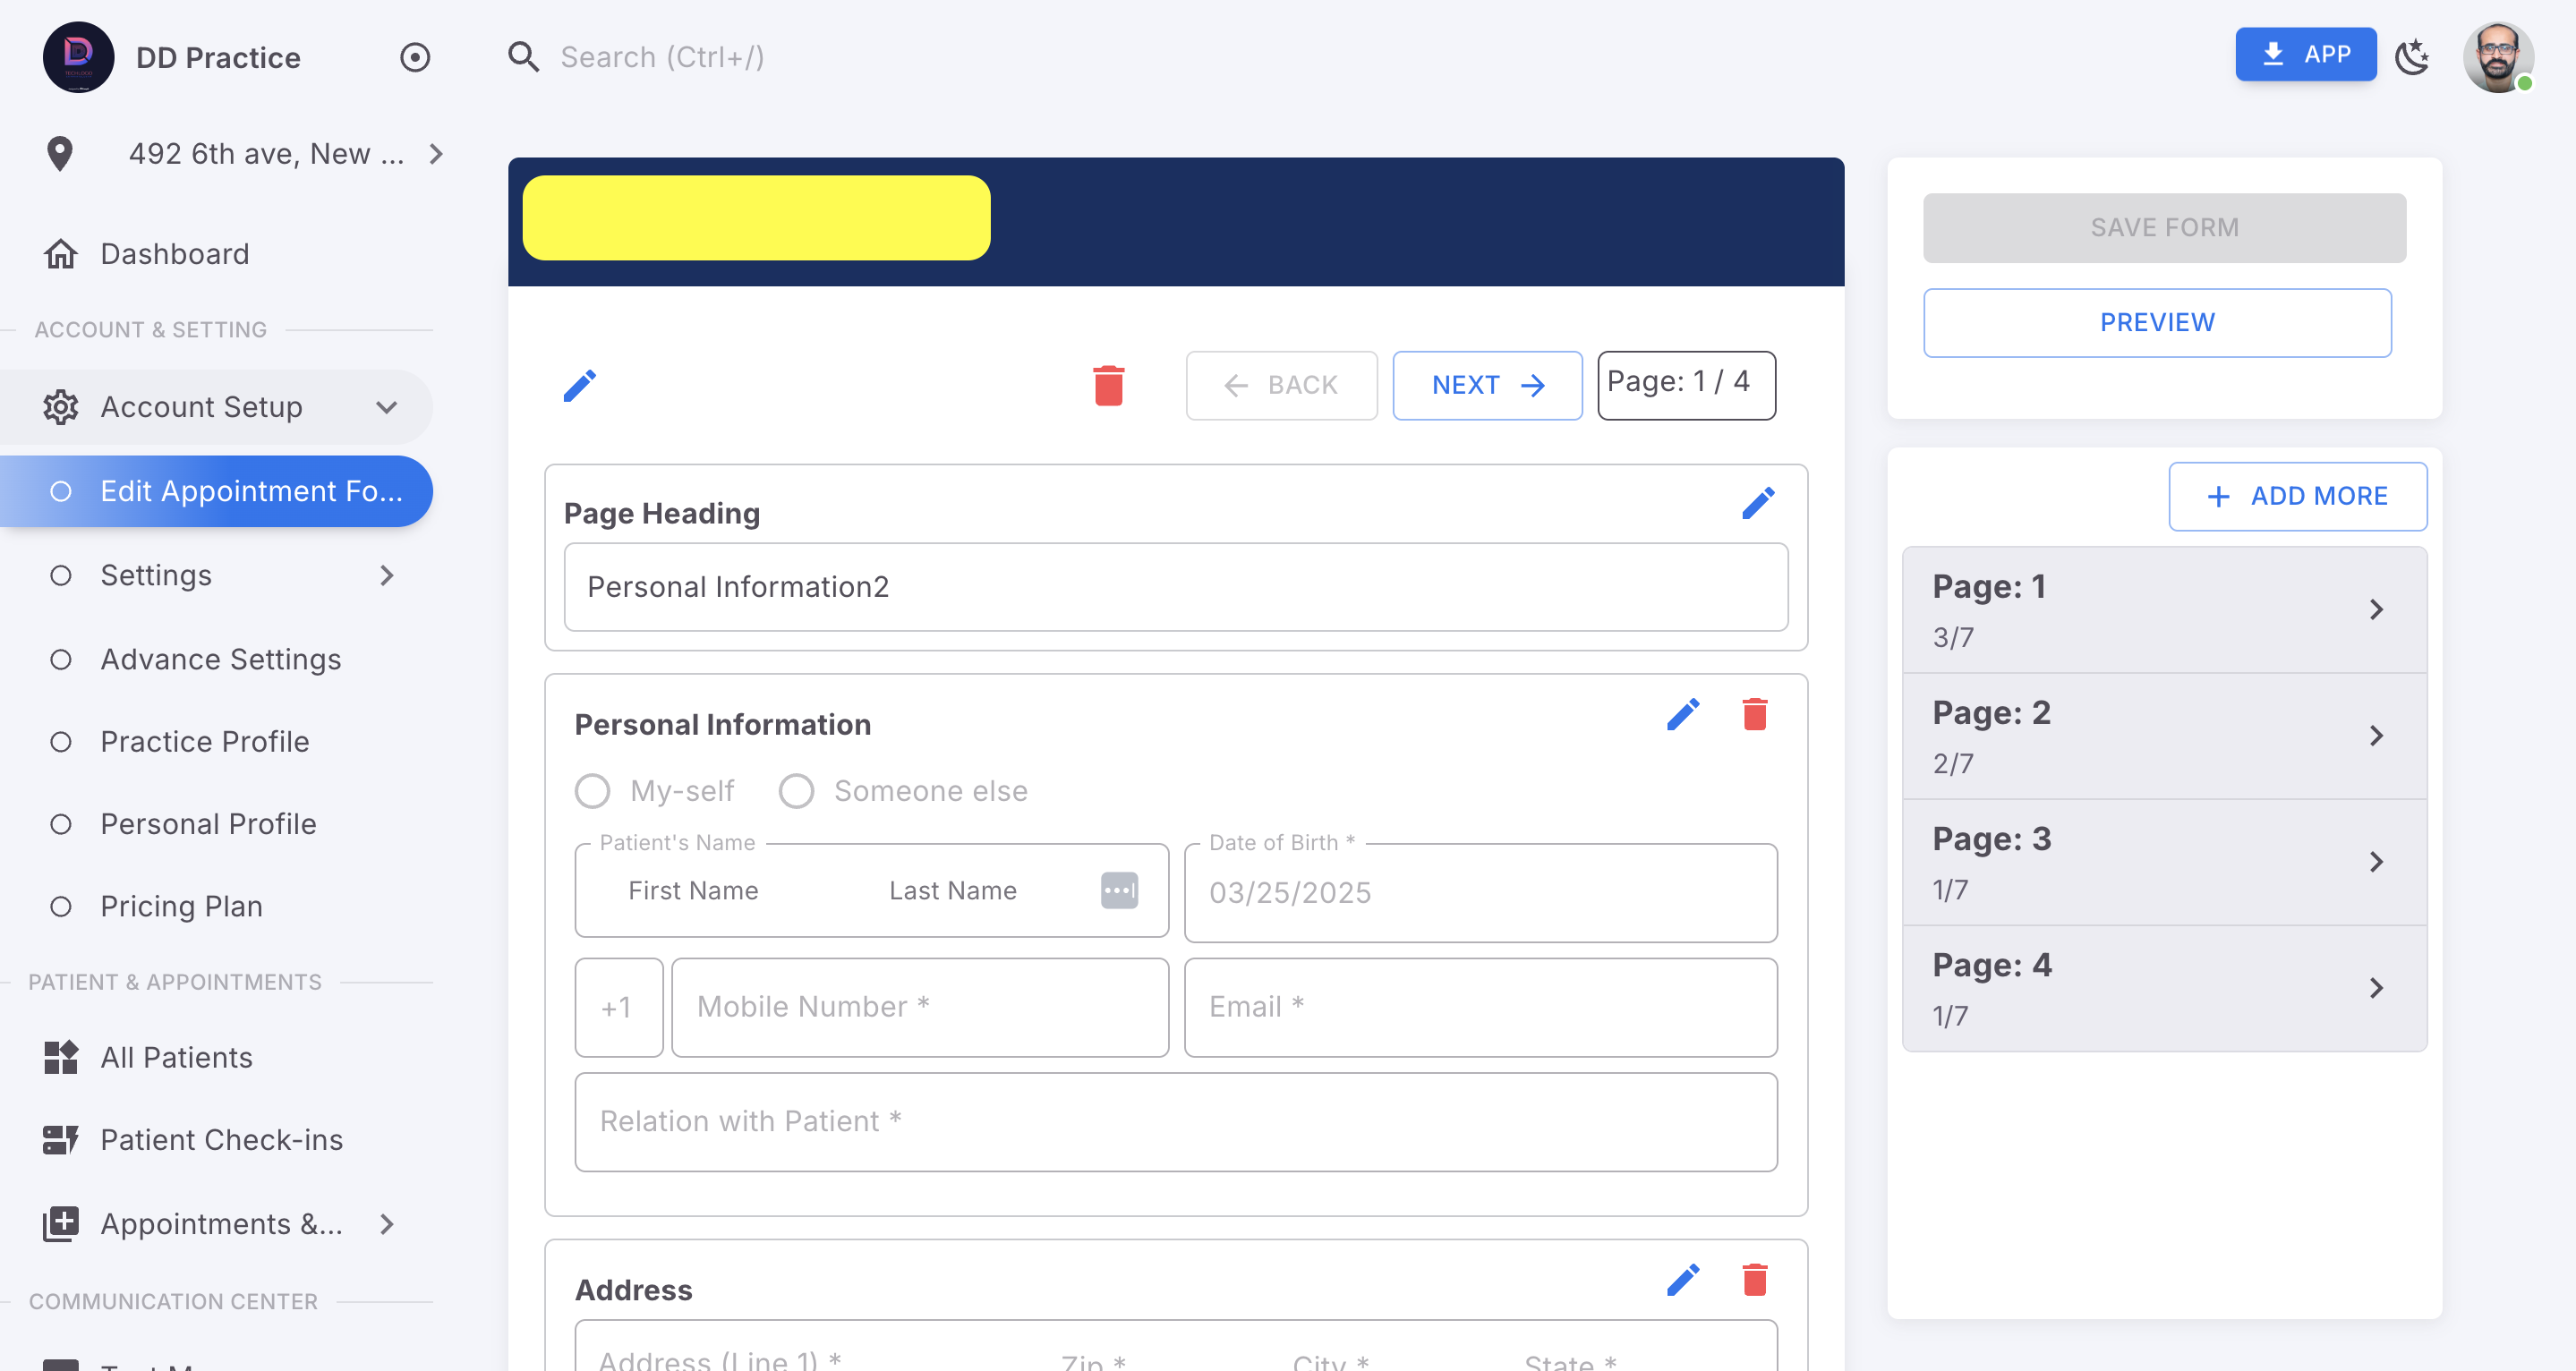 DD Practice
Search (Ctrl+/)
APP
492 6th ave, New ...
Dashboard
ACCOUNT & SETTING
Account Setup
Edit Appointment Fo...
Settings
Advance Settings
Practice Profile
Personal Profile
Pricing Plan
PATIENT & APPOINTMENTS
All Patients
Patient Check-ins
Appointments &...
COMMUNICATION CENTER
BACK
NEXT
Page: 1 / 4
Page Heading
Personal Information2
Personal Information
My-self Someone else
Patient's Name
First Name Last Name
Date of Birth *
03/25/2025
+1 Mobile Number *
Email *
Relation with Patient *
Address
Address (Line 1) * Zip * City * State *
SAVE FORM
PREVIEW
ADD MORE
Page: 1
3/7
Page: 2
2/7
Page: 3
1/7
Page: 4
1/7